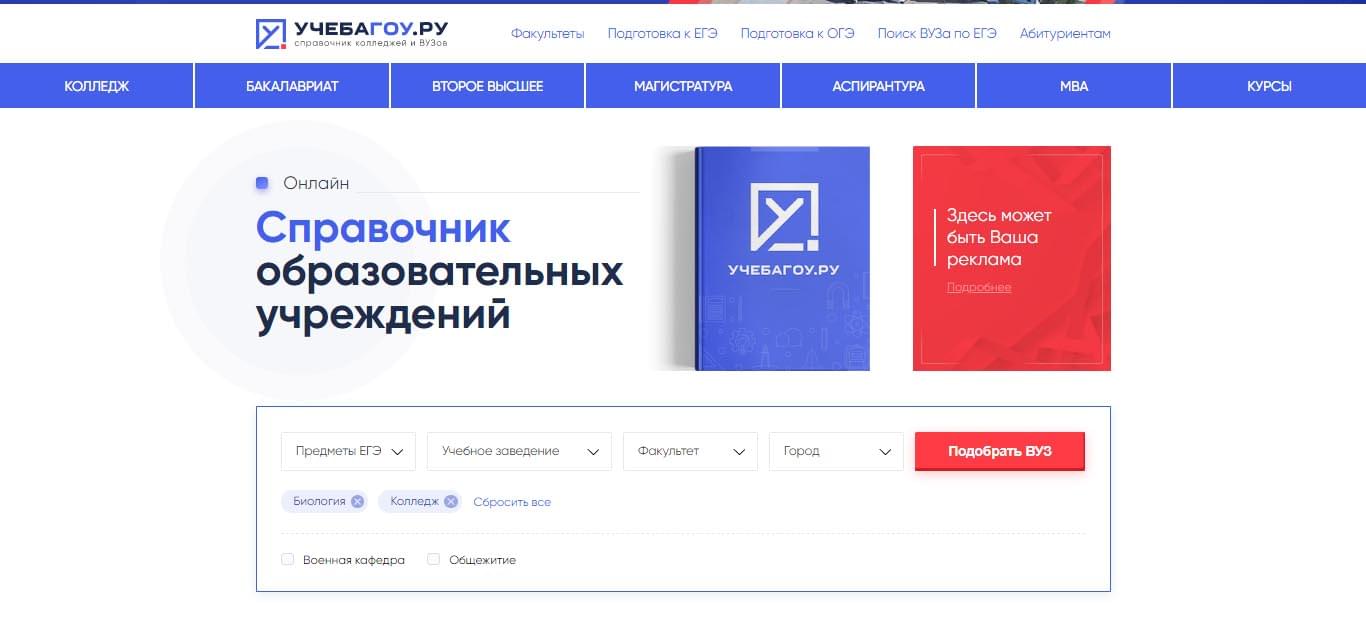 УЧЕБАГОУ.РУ
справочник колледжей и ВУЗов
Факультеты Подготовка к ЕГЭ Подготовка к ОГЭ Поиск ВУЗа по ЕГЭ Абитуриентам
КОЛЛЕДЖ БАКАЛАВРИАТ ВТОРОЕ ВЫСШЕЕ МАГИСТРАТУРА АСПИРАНТУРА МВА КУРСЫ
Онлайн
Справочник
образовательных
учреждений
УЧЕБАГОУ.РУ
Здесь может
быть Ваша
реклама
Подробнее
Предметы ЕГЭ Учебное заведение Факультет Город Подобрать ВУЗ
Биология Колледж Сбросить все
Военная кафедра Общежитие